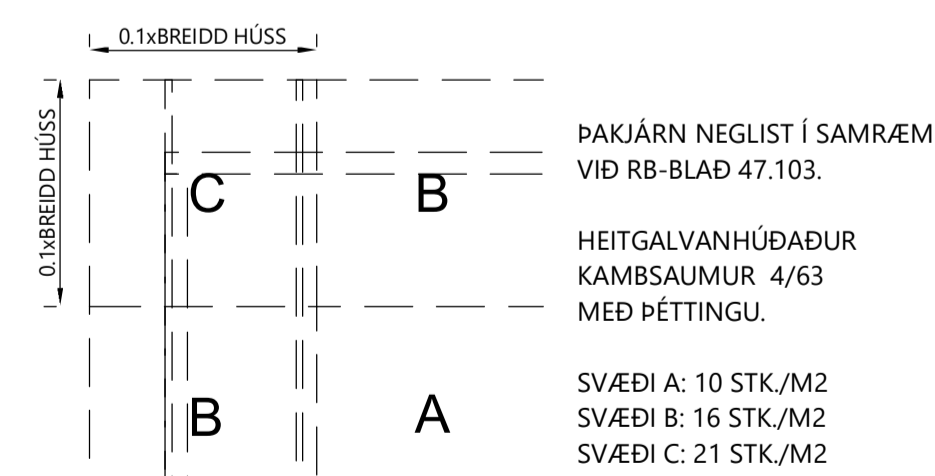 0.1xBREIDD HÚSS
0.1xBREIDD HÚSS
C
B
B
A
ÞAKJÁRN NEGLIST Í SAMRÆM
VIÐ RB-BLAÐ 47.103.
HEITGALVANHÚÐAÐUR
KAMBSAUMUR 4/63
MEÐ ÞÉTTINGU.
SVÆÐI A: 10 STK./M2
SVÆÐI B: 16 STK./M2
SVÆÐI C: 21 STK./M2